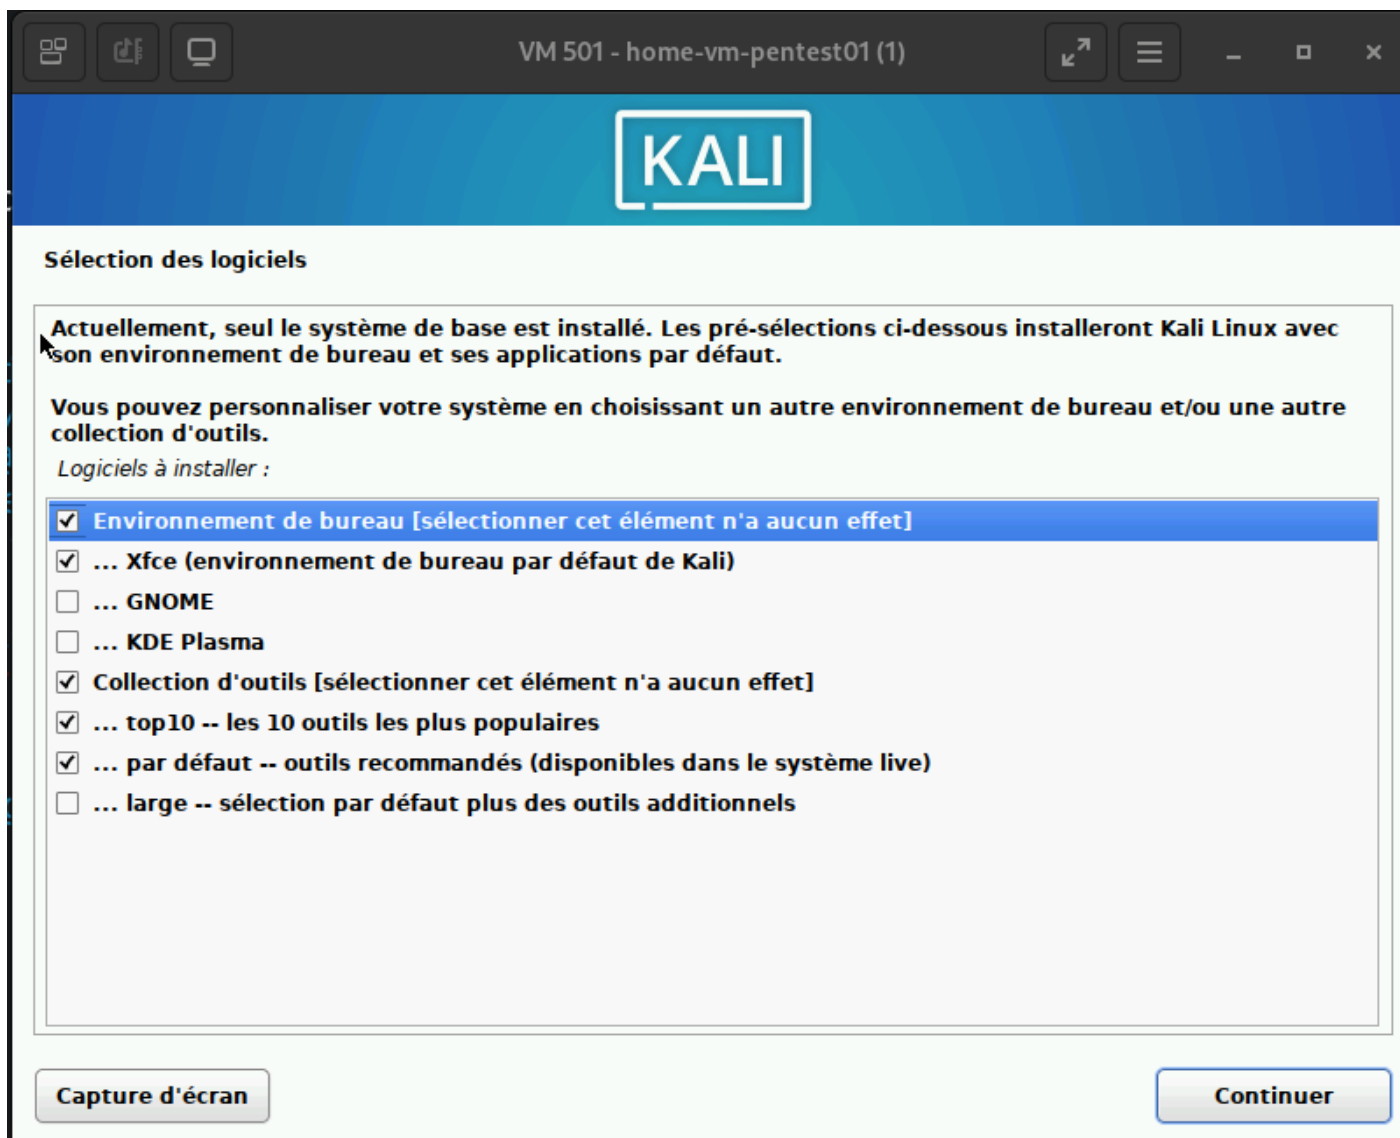 VM 501 - home-vm-pentest01 (1)
KALI
Sélection des logiciels
Actuellement, seul le système de base est installé. Les pré-sélections ci-dessous installeront Kali Linux avec
son environnement de bureau et ses applications par défaut.
Vous pouvez personnaliser votre système en choisissant un autre environnement de bureau et/ou une autre
collection d'outils.
Logiciels à installer :
Environnement de bureau [sélectionner cet élément n'a aucun effet]
... Xfce (environnement de bureau par défaut de Kali)
... GNOME
... KDE Plasma
Collection d'outils [sélectionner cet élément n'a aucun effet]
... top10 -- les 10 outils les plus populaires
... par défaut -- outils recommandés (disponibles dans le système live)
... large -- sélection par défaut plus des outils additionnels
Capture d'écran
Continuer